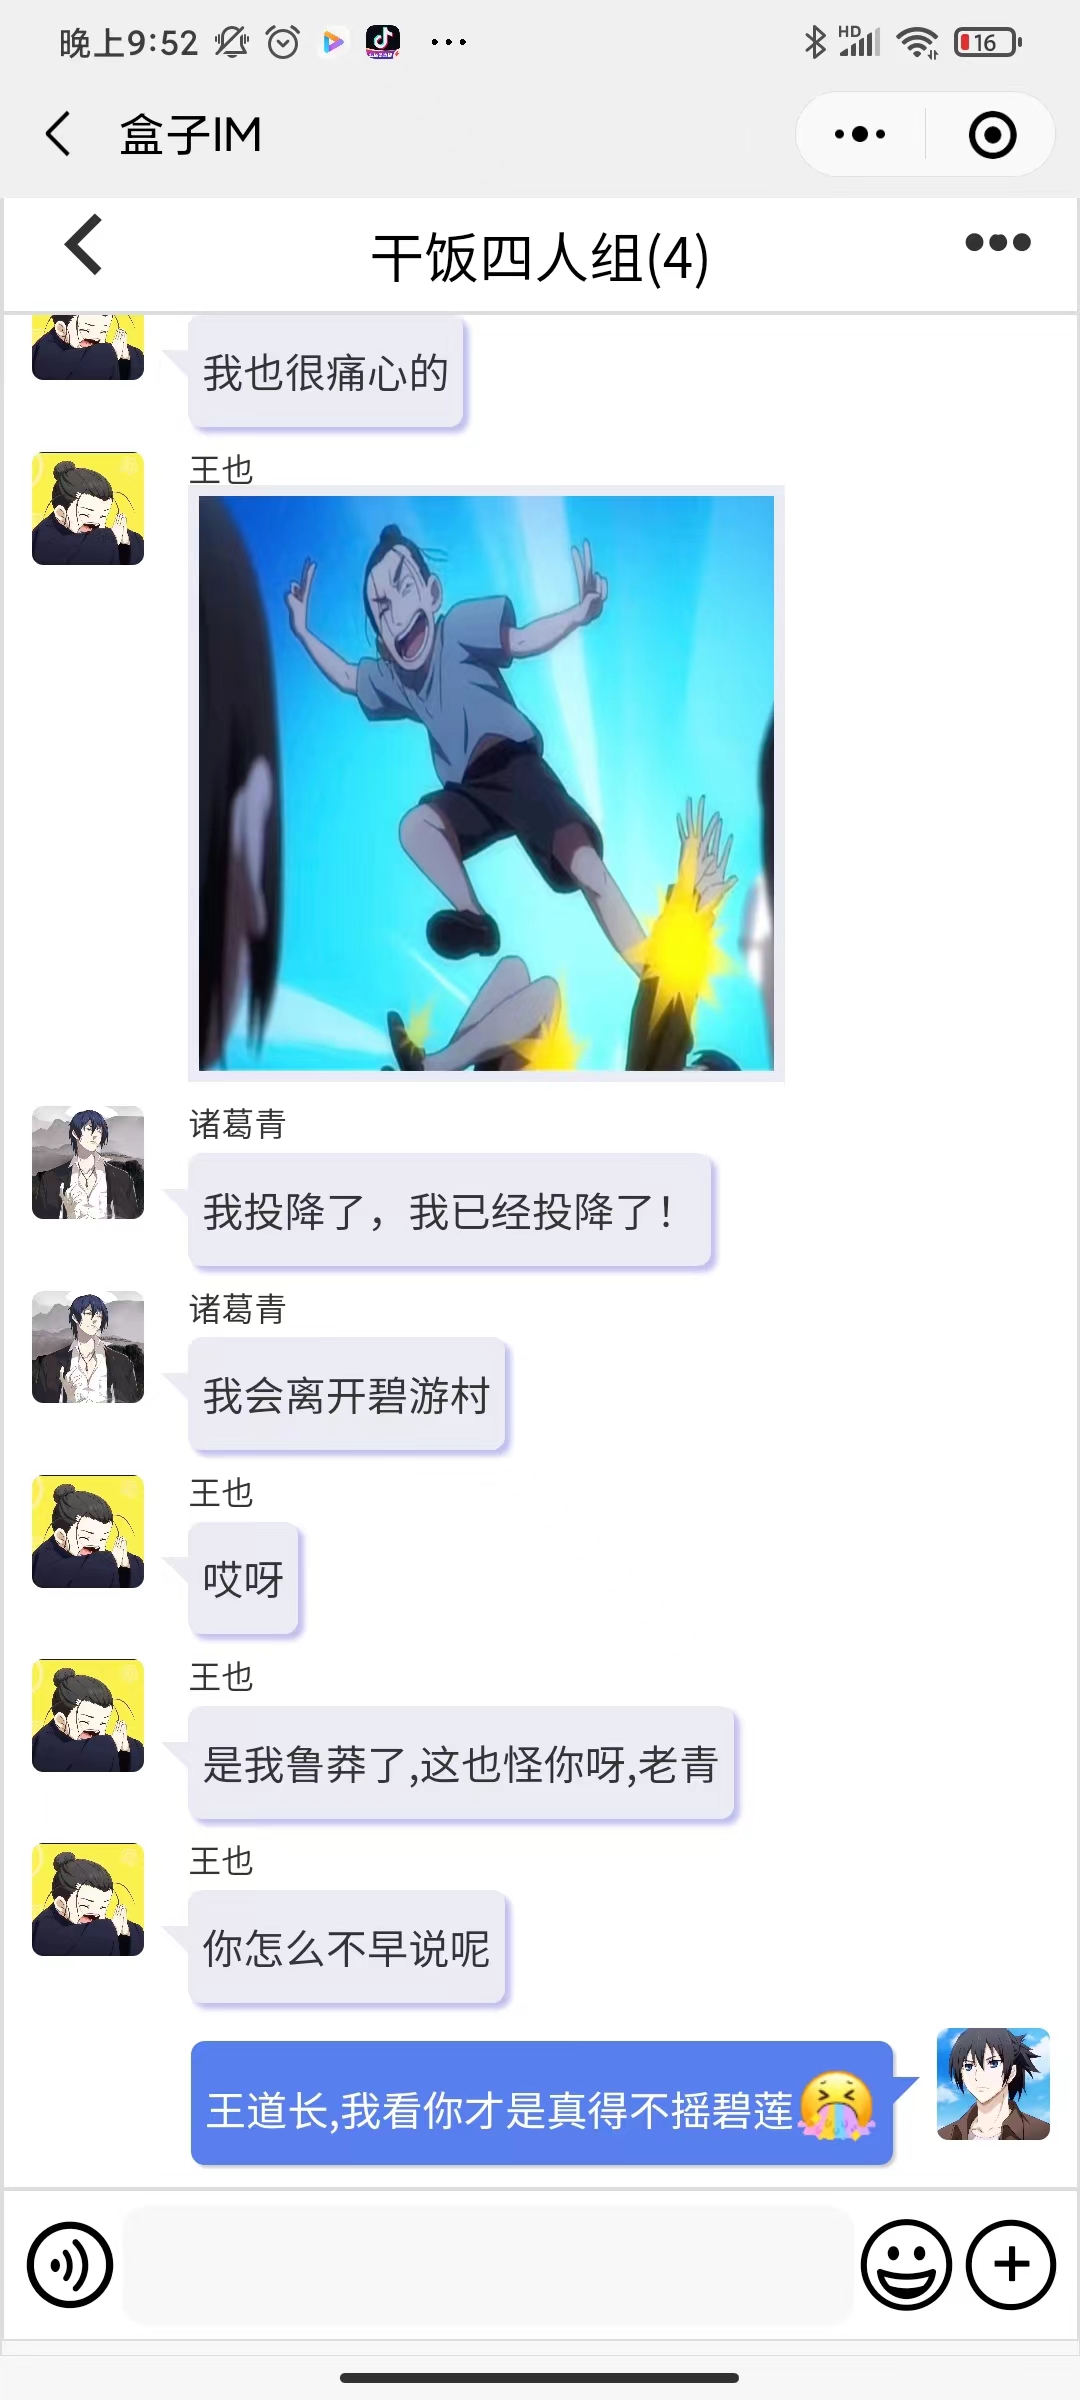 晚上9:52
HD
16
盒子IM
干饭四人组(4)
我也很痛心的
王也
诸葛青
我投降了，我已经投降了！
诸葛青
我会离开碧游村
王也
哎呀
王也
是我鲁莽了,这也怪你呀,老青
王也
你怎么不早说呢
王道长,我看你才是真得不摇碧莲